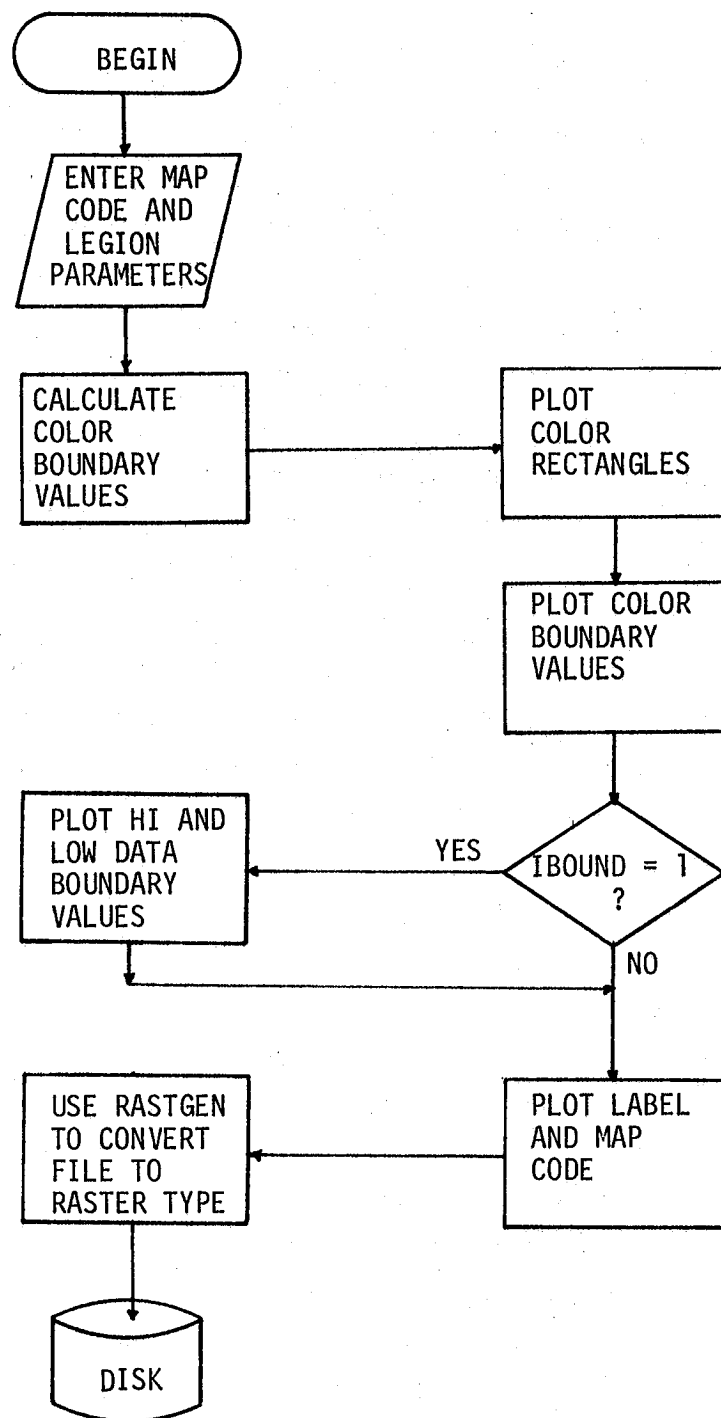 BEGIN
ENTER MAP
CODE AND
LEGION
PARAMETERS
CALCULATE
COLOR
BOUNDARY
VALUES
PLOT
COLOR
RECTANGLES
PLOT COLOR
BOUNDARY
VALUES
IBOUND = 1
?
YES
NO
PLOT HI AND
LOW DATA
BOUNDARY
VALUES
PLOT LABEL
AND MAP
CODE
USE RASTGEN
TO CONVERT
FILE TO
RASTER TYPE
DISK